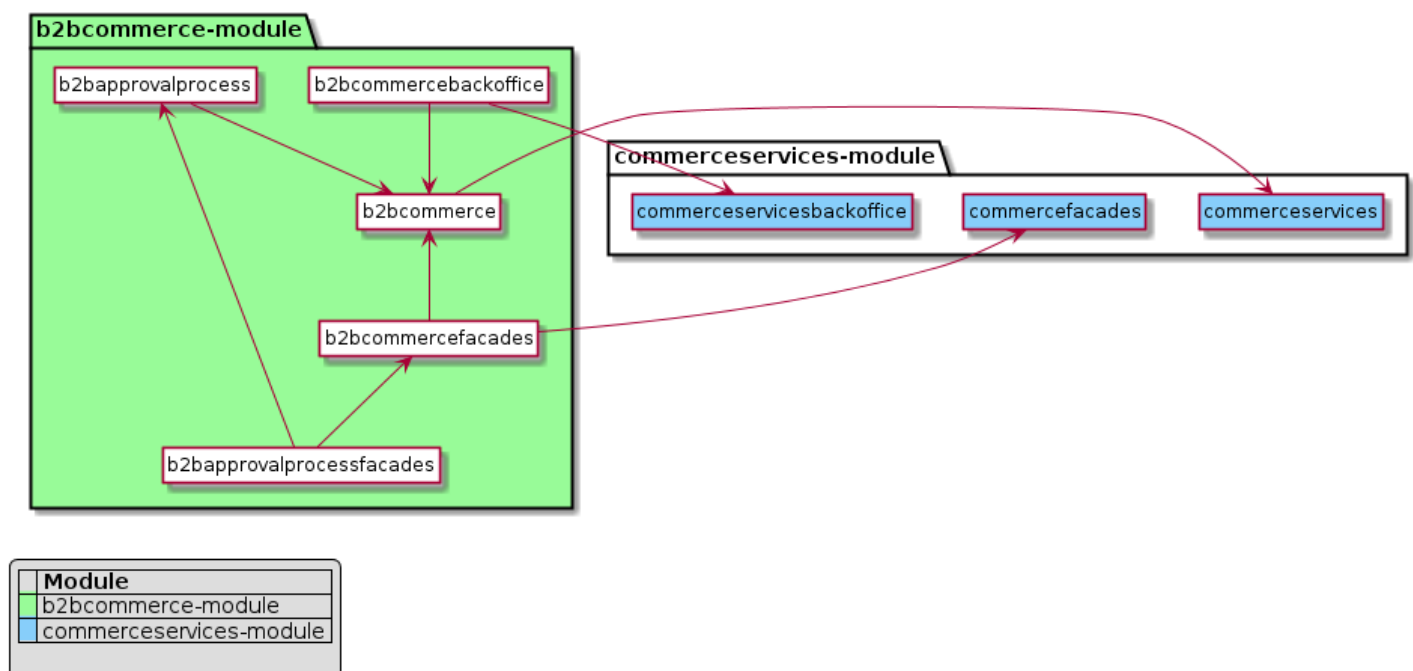 b2bcommerce-module
b2bapprovalprocess
b2bcommercebackoffice
b2bcommerce
b2bcommercefacades
b2bapprovalprocessfacades
commerceservices-module
commerceservicesbackoffice
commercefacades
commerceservices
Module
b2bcommerce-module
commerceservices-module